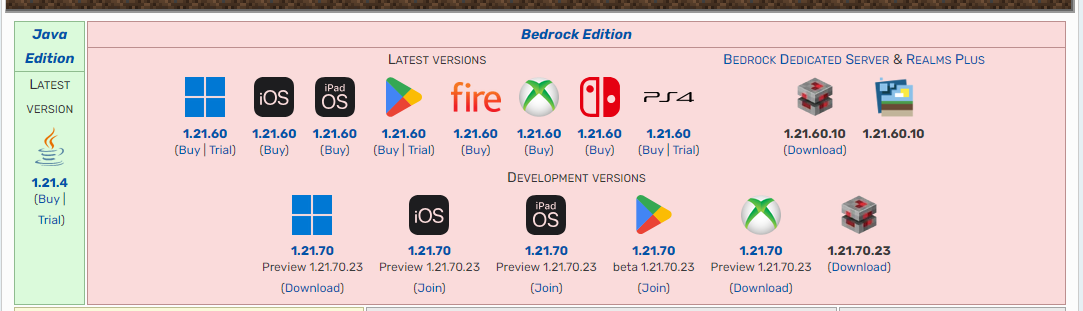 Java
Edition
Latest
version
1.21.4
(Buy |
Trial)
Bedrock Edition
Latest versions
iOS
iPad
OS
fire
PS4
1.21.60 1.21.60 1.21.60 1.21.60 1.21.60 1.21.60 1.21.60 1.21.60
(Buy | Trial) (Buy) (Buy) (Buy | Trial) (Buy) (Buy) (Buy) (Buy | Trial)
Bedrock Dedicated Server & Realms Plus
1.21.60.10 1.21.60.10
(Download)
Development versions
iOS
iPad
OS
1.21.70 1.21.70 1.21.70 1.21.70 1.21.70 1.21.70.23
Preview 1.21.70.23 Preview 1.21.70.23 Preview 1.21.70.23 beta 1.21.70.23 Preview 1.21.70.23 (Download)
(Download) (Join) (Join) (Join) (Download)